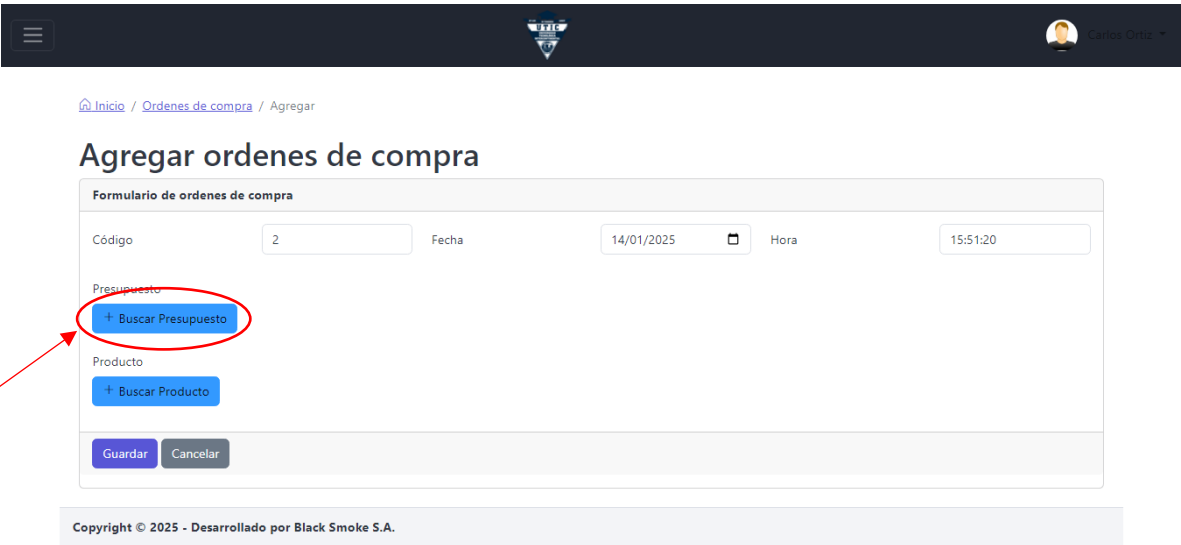 UTIC
Carlos Ortiz
Inicio / Ordenes de compra / Agregar
Agregar ordenes de compra
Formulario de ordenes de compra
Código 2 Fecha 14/01/2025 Hora 15:51:20
Presupuesto
+ Buscar Presupuesto
Producto
+ Buscar Producto
Guardar Cancelar
Copyright © 2025 - Desarrollado por Black Smoke S.A.